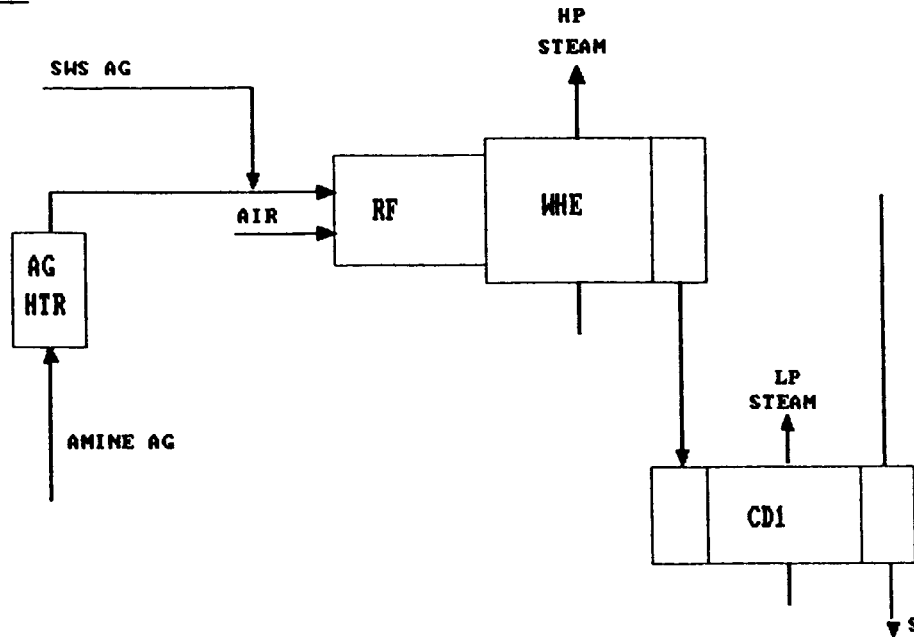 HP
STEAM
SWS AG
RF
WHE
AIR
AG
HTR
LP
STEAM
AMINE AG
CD1
S